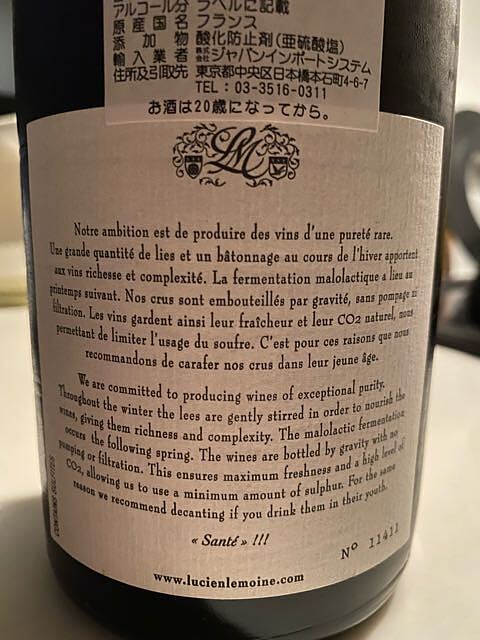 アルコール分 ラベルに記載
原産国名 フランス
添加物 酸化防止剤(亜硫酸塩)
輸入業者 株式会社ジャパンインポートシステム
住所及引取先 東京都中央区日本橋本石町4-6-7
TEL:03-3516-0311
お酒は20歳になってから。
LM
Notre ambition est de produire des vins d'une pureté rare.
Une grande quantité de lies et un bâtonnage au cours de l'hiver apportent
aux vins richesse et complexité. La fermentation malolactique a lieu au
printemps suivant. Nos crus sont embouteillés par gravité, sans pompage ni
filtration. Les vins gardent ainsi leur fraîcheur et leur CO2 naturel, nous
permettant de limiter l'usage du soufre. C'est pour ces raisons que nous
recommandons de carafer nos crus dans leur jeune âge.
We are committed to producing wines of exceptional purity.
Throughout the winter the lees are gently stirred in order to nourish the
wines, giving them richness and complexity. The malolactic fermentation
occurs the following spring. The wines are bottled by gravity with no
pumping or filtration. This ensures maximum freshness and a high level of
CO2, allowing us to use a minimum amount of sulphur. For the same
reason we recommend decanting if you drink them in their youth.
« Santé » !!!
N° 11411
www.lucienlemoine.com
CONTAINS SULFITES